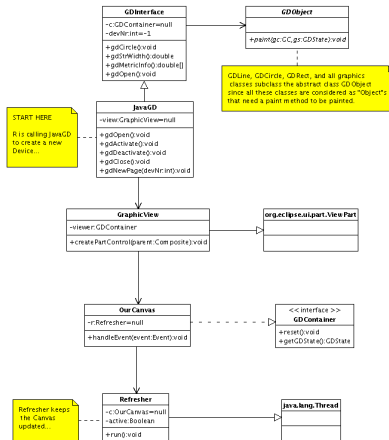 GDInterface
-c:GDContainer=null
-devNr:int=-1
+gdCircle():void
+gdStrWidth():double
+gdMetricInfo():double[]
+gdOpen():void
GDObject
+paint(gc:GC,gs:GDState):void
GDLine, GDCircle, GDRect, and all graphics
classes subclass the abstract class GDObject
since all these classes are considered as "Object"s
that need a paint method to be painted.
START HERE
R is calling JavaGD
to create a new
Device...
JavaGD
-view:GraphicView=null
+gdOpen():void
+gdActivate():void
+gdDeactivate():void
+gdClose():void
+gdNewPage(devNr:int):void
GraphicView
-viewer:GDContainer
+createPartControl(parent:Composite):void
org.eclipse.ui.part.ViewPart
OurCanvas
-r:Refresher=null
+handleEvent(event:Event):void
<< interface >>
GDContainer
+reset():void
+getGDState():GDState
Refresher keeps
the Canvas
updated...
Refresher
-c:OurCanvas=null
-active:Boolean
+run():void
java.lang.Thread